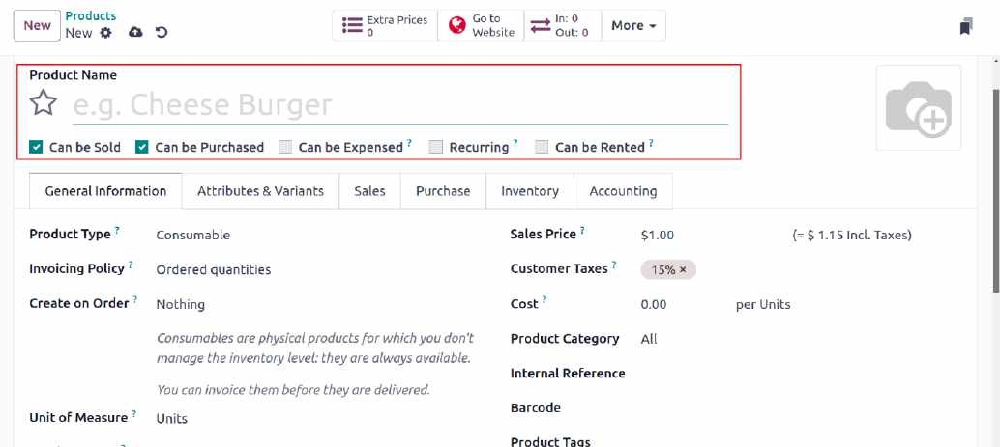 New
Products
New
Extra Prices
0
Go to
Website
In: 0
Out: 0
More
Product Name
e.g. Cheese Burger
Can be Sold Can be Purchased Can be Expensed ? Recurring ? Can be Rented ?
General Information Attributes & Variants Sales Purchase Inventory Accounting
Product Type ? Consumable
Sales Price ? $1.00 (= $ 1.15 Incl. Taxes)
Invoicing Policy ? Ordered quantities
Customer Taxes ? 15% ×
Create on Order ? Nothing
Cost ? 0.00 per Units
Consumables are physical products for which you don't
manage the inventory level: they are always available.
Product Category All
Internal Reference
You can invoice them before they are delivered.
Barcode
Unit of Measure ? Units
Product Tags